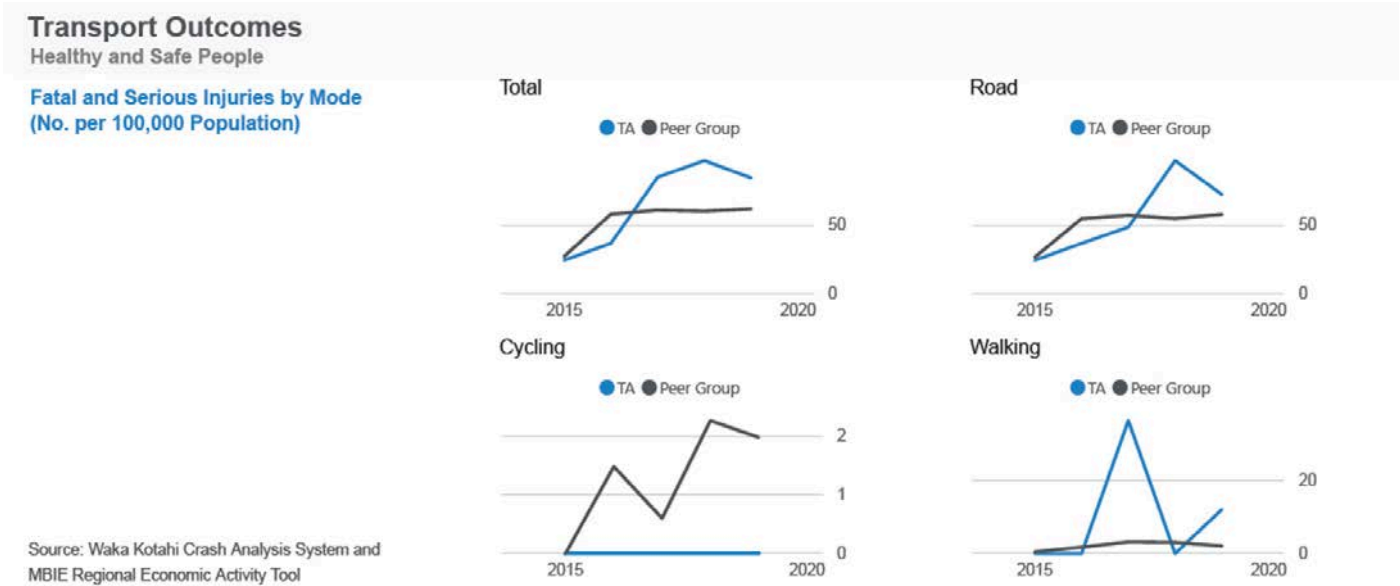 Transport Outcomes
Healthy and Safe People
Fatal and Serious Injuries by Mode
(No. per 100,000 Population)
Total
TA Peer Group
50
0
2015 2020
Road
TA Peer Group
50
0
2015 2020
Cycling
TA Peer Group
2
1
0
2015 2020
Walking
TA Peer Group
20
0
2015 2020
Source: Waka Kotahi Crash Analysis System and
MBIE Regional Economic Activity Tool